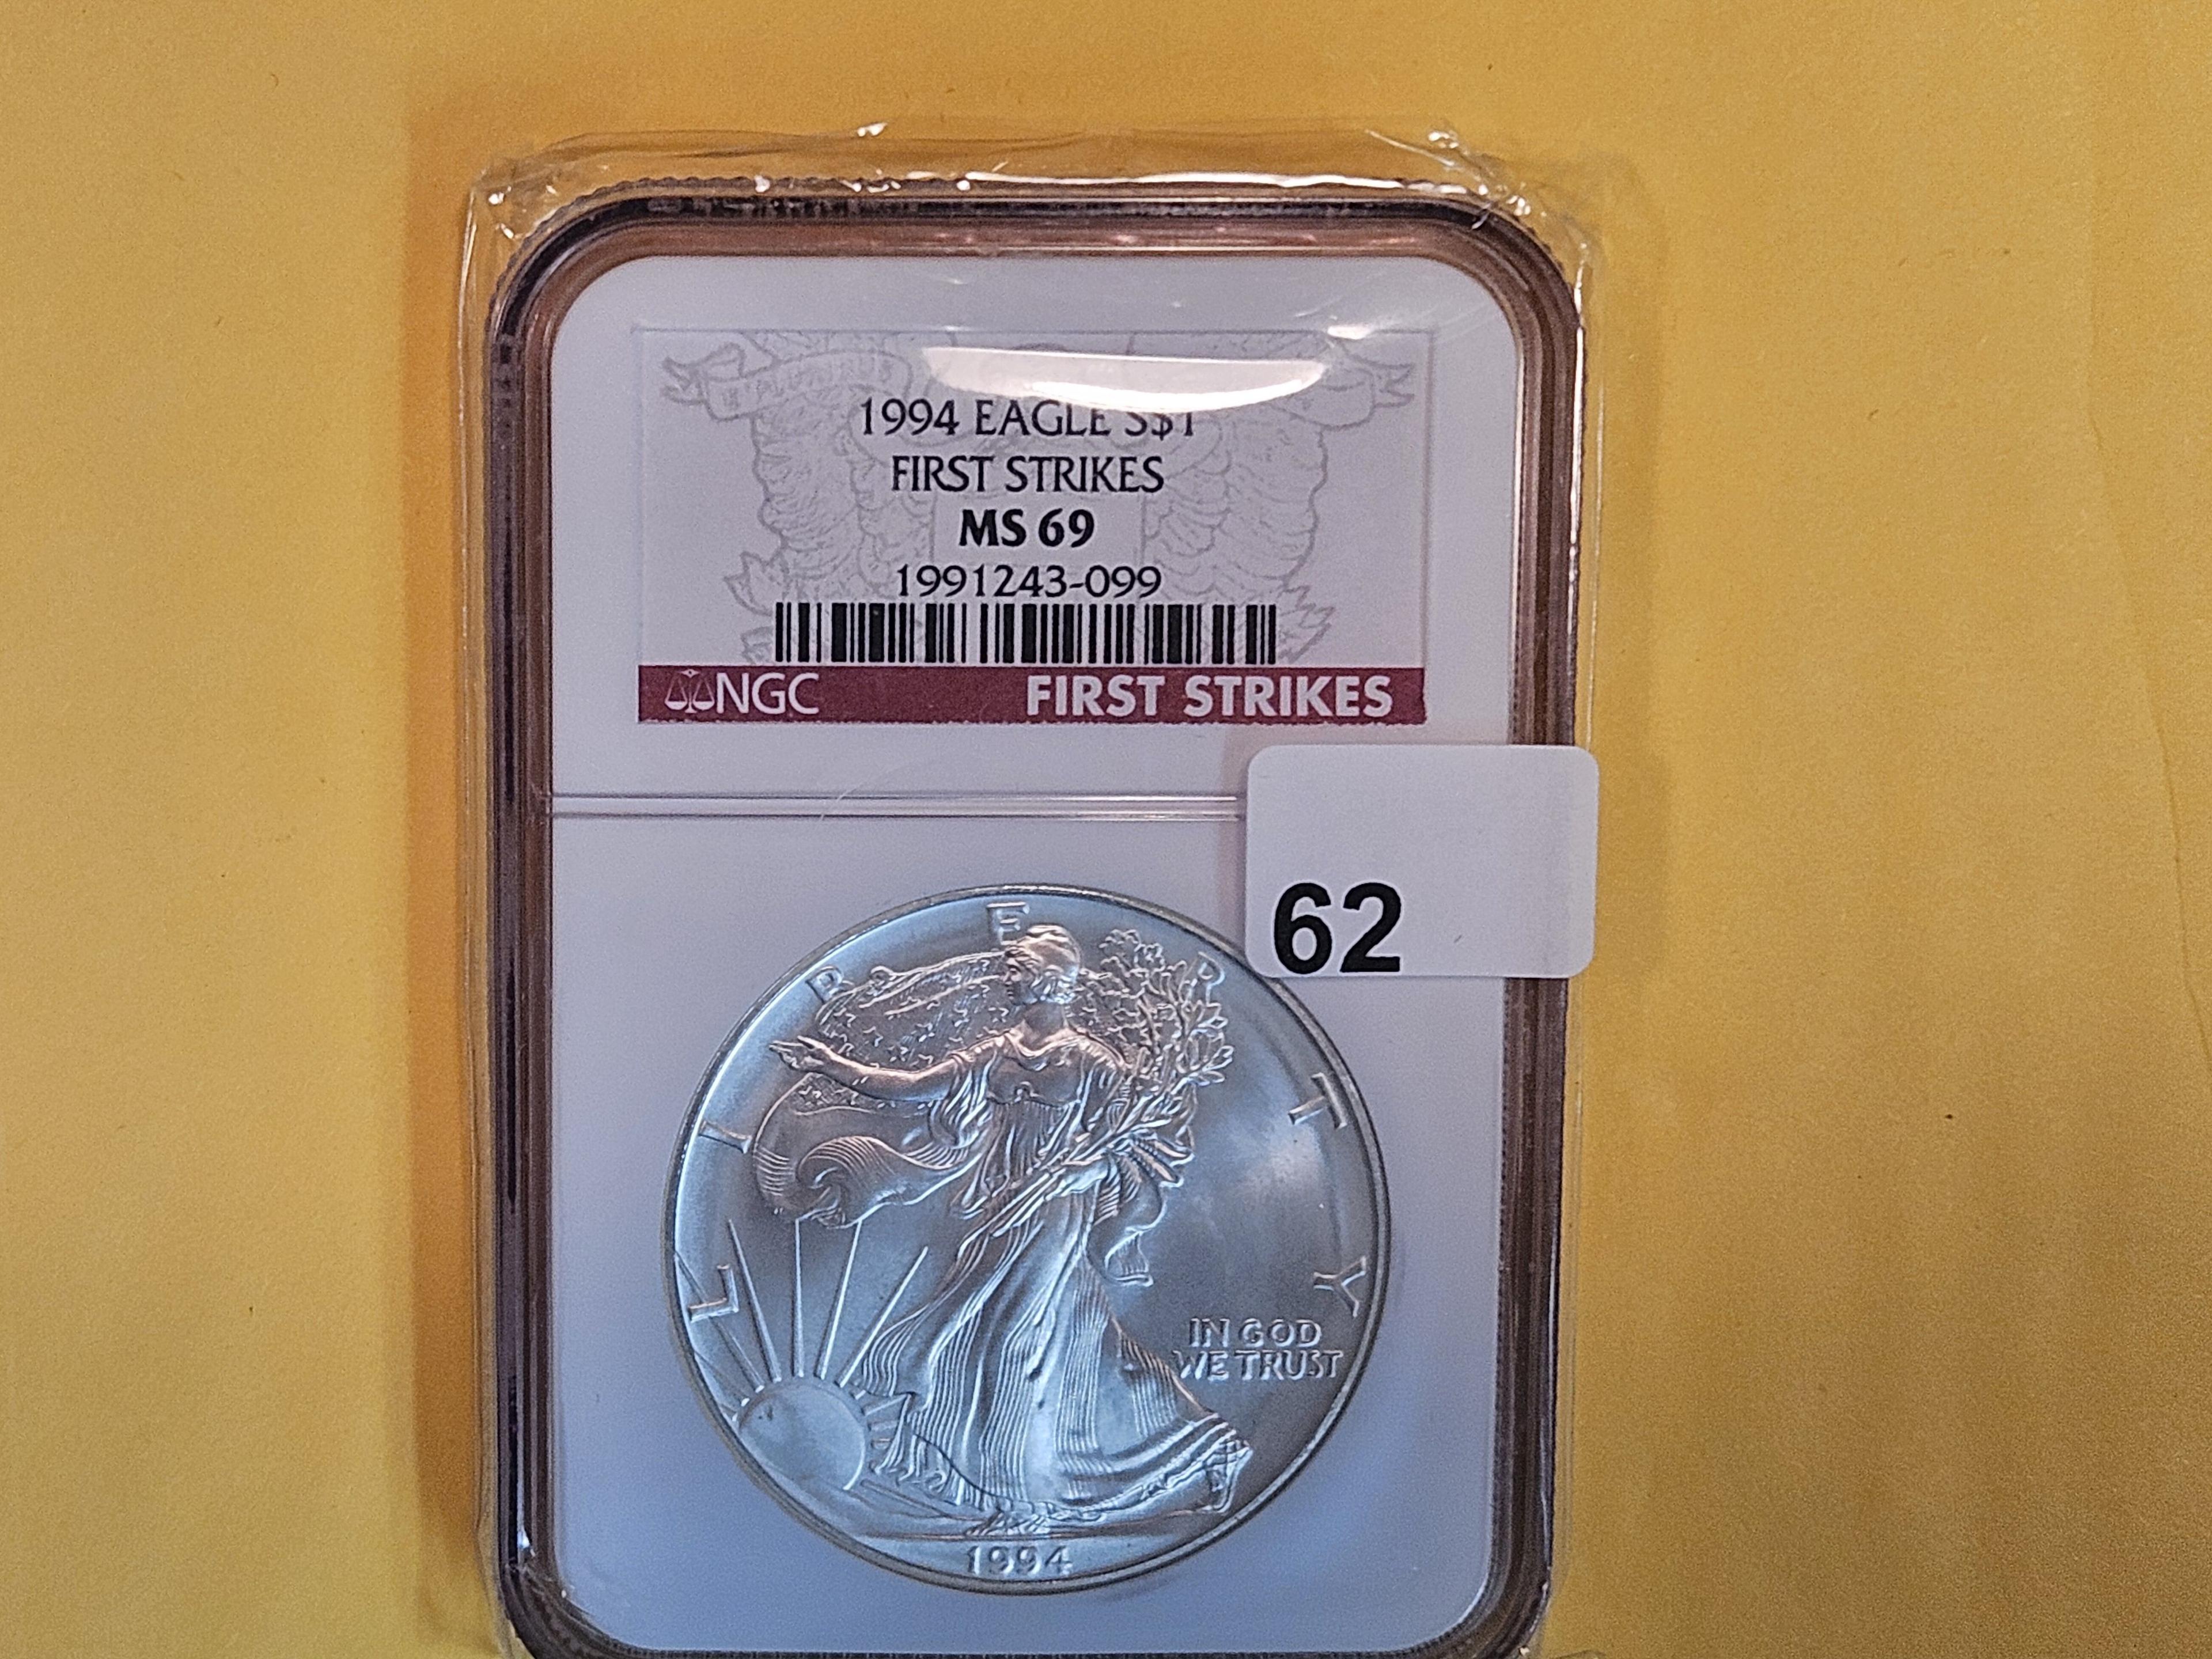 1994 EAGLE S$1
FIRST STRIKES
MS 69
1991243-099
NGC FIRST STRIKES
62
LIBERTY
IN GOD
WE TRUST
1994